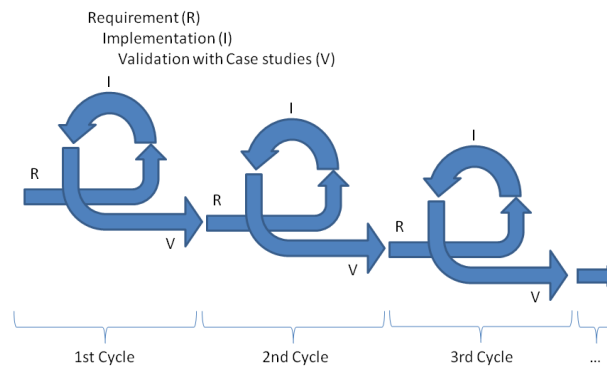 Requirement (R)
Implementation (I)
Validation with Case studies (V)
I
R
V
I
R
V
I
R
V
1st Cycle
2nd Cycle
3rd Cycle
...